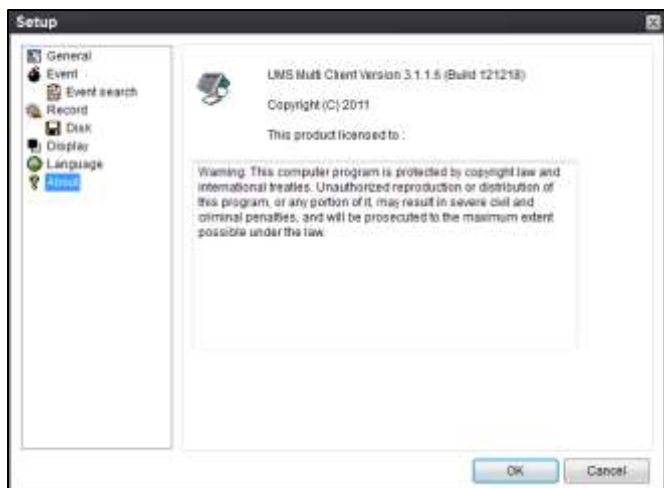 Setup
General
Event
Event search
Record
Disk
Display
Language
About
UMS Multi Client Version 3.1.1.6 (Build 121218)
Copyright (C) 2011
This product licensed to :
Warning: This computer program is protected by copyright law and
international treaties. Unauthorized reproduction or distribution of
this program, or any portion of it, may result in severe civil and
criminal penalties, and will be prosecuted to the maximum extent
possible under the law.
OK
Cancel